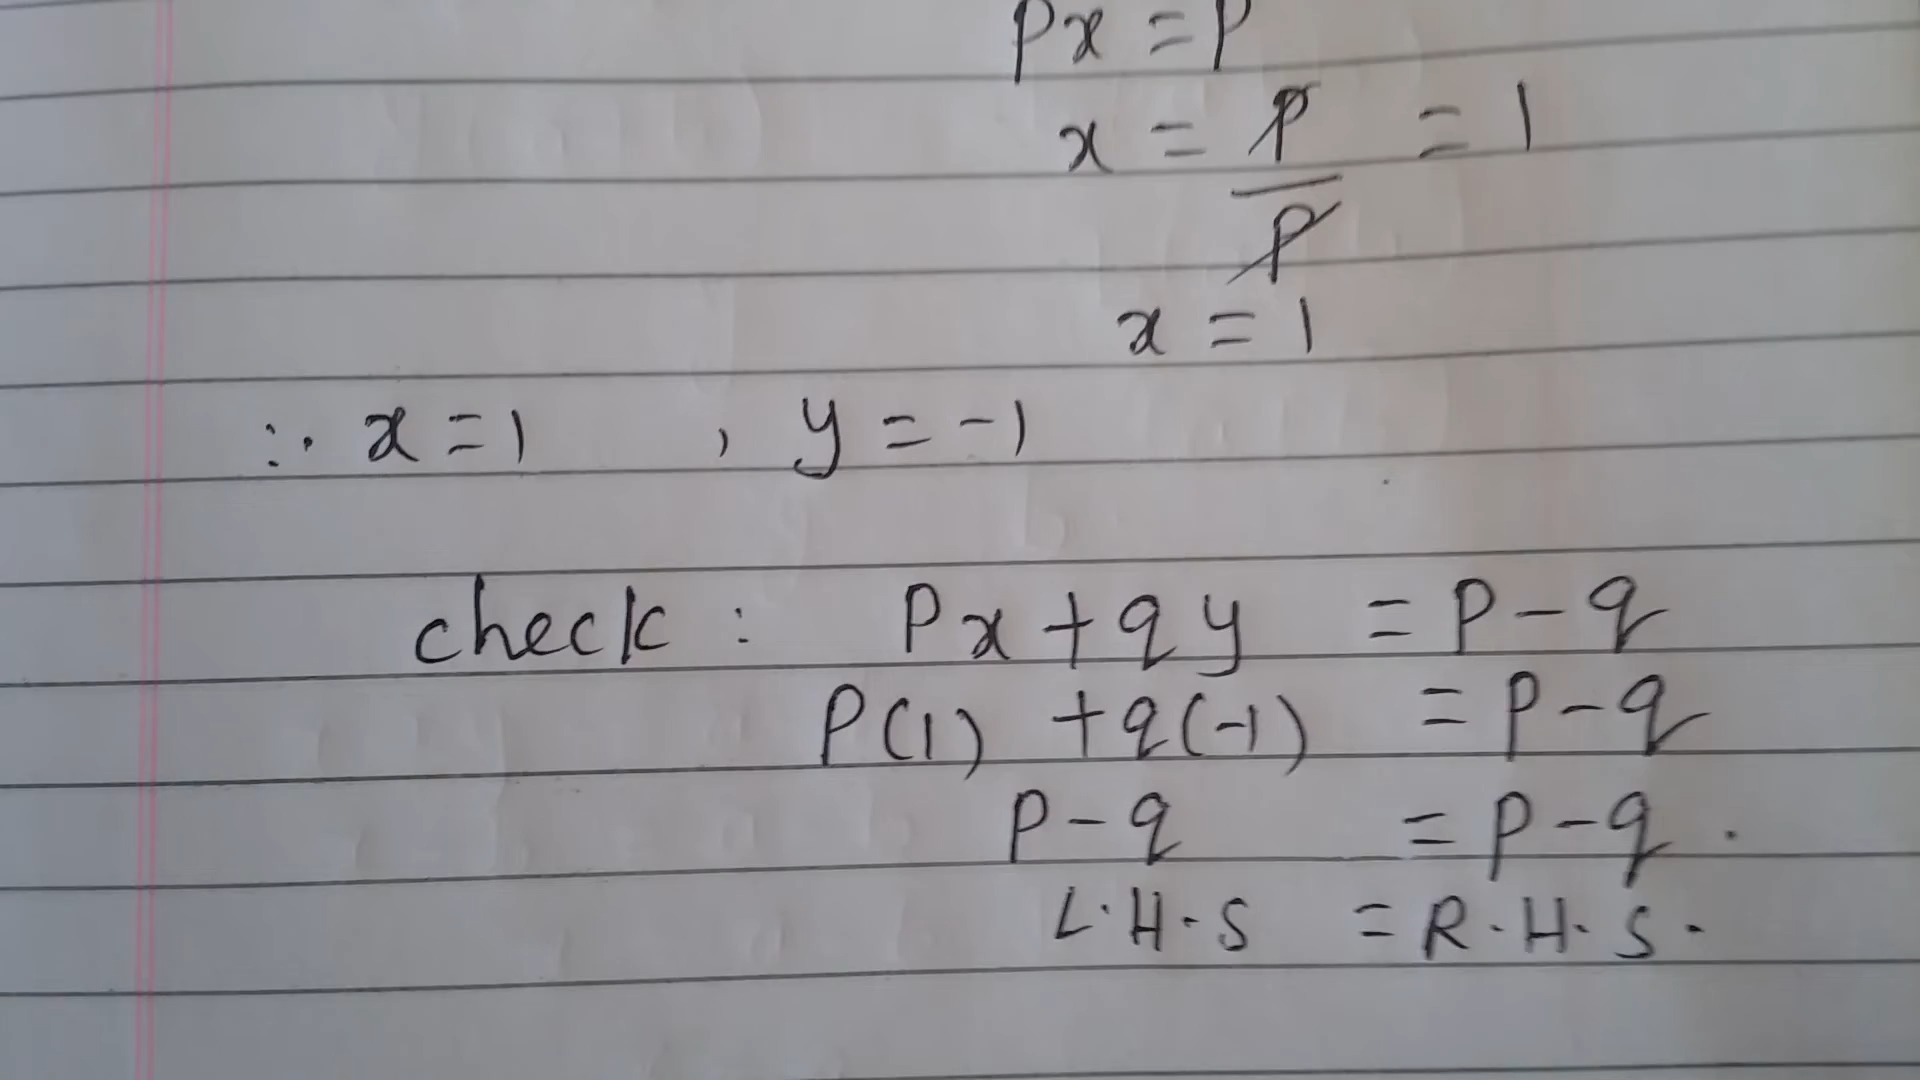 Px = P
x = P/P = 1
x = 1
∴ x = 1 , y = -1
check : Px + qy = P - q
P(1) + q(-1) = P - q
P - q = P - q .
L.H.S = R.H.S.